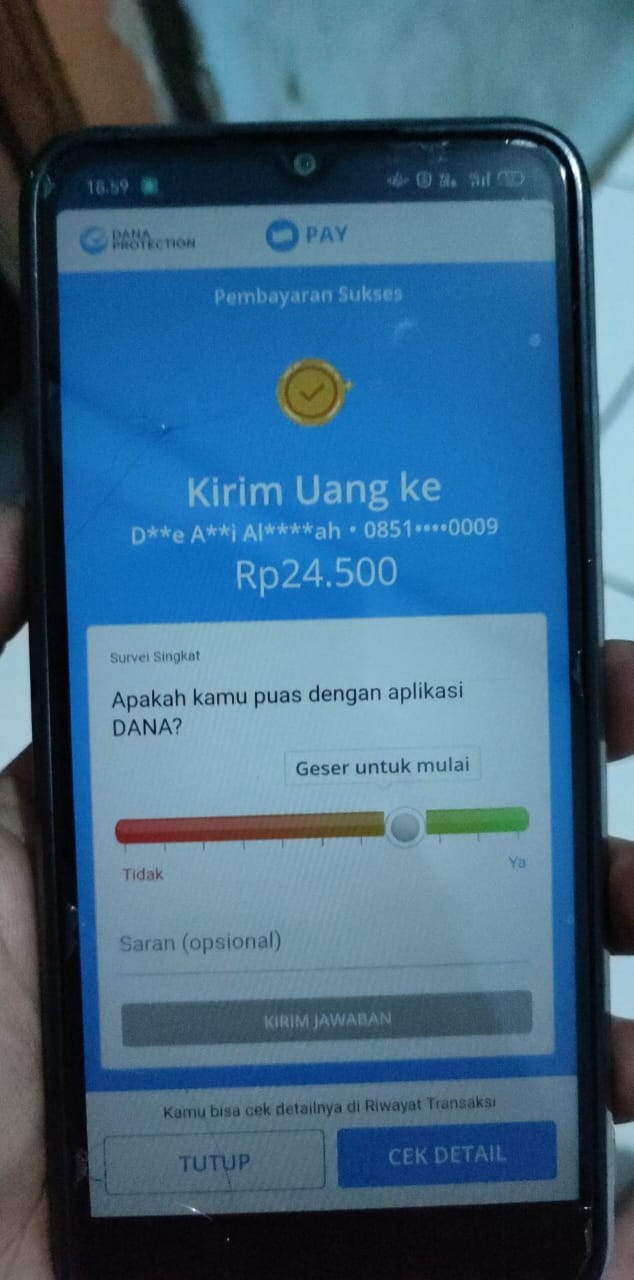 18.59
DANA
PROTECTION
PAY
Pembayaran Sukses
Kirim Uang ke
D**e A**i Al****ah • 0851••••0009
Rp24.500
Survei Singkat
Apakah kamu puas dengan aplikasi
DANA?
Geser untuk mulai
Tidak
Ya
Saran (opsional)
KIRIM JAWABAN
Kamu bisa cek detailnya di Riwayat Transaksi
TUTUP
CEK DETAIL